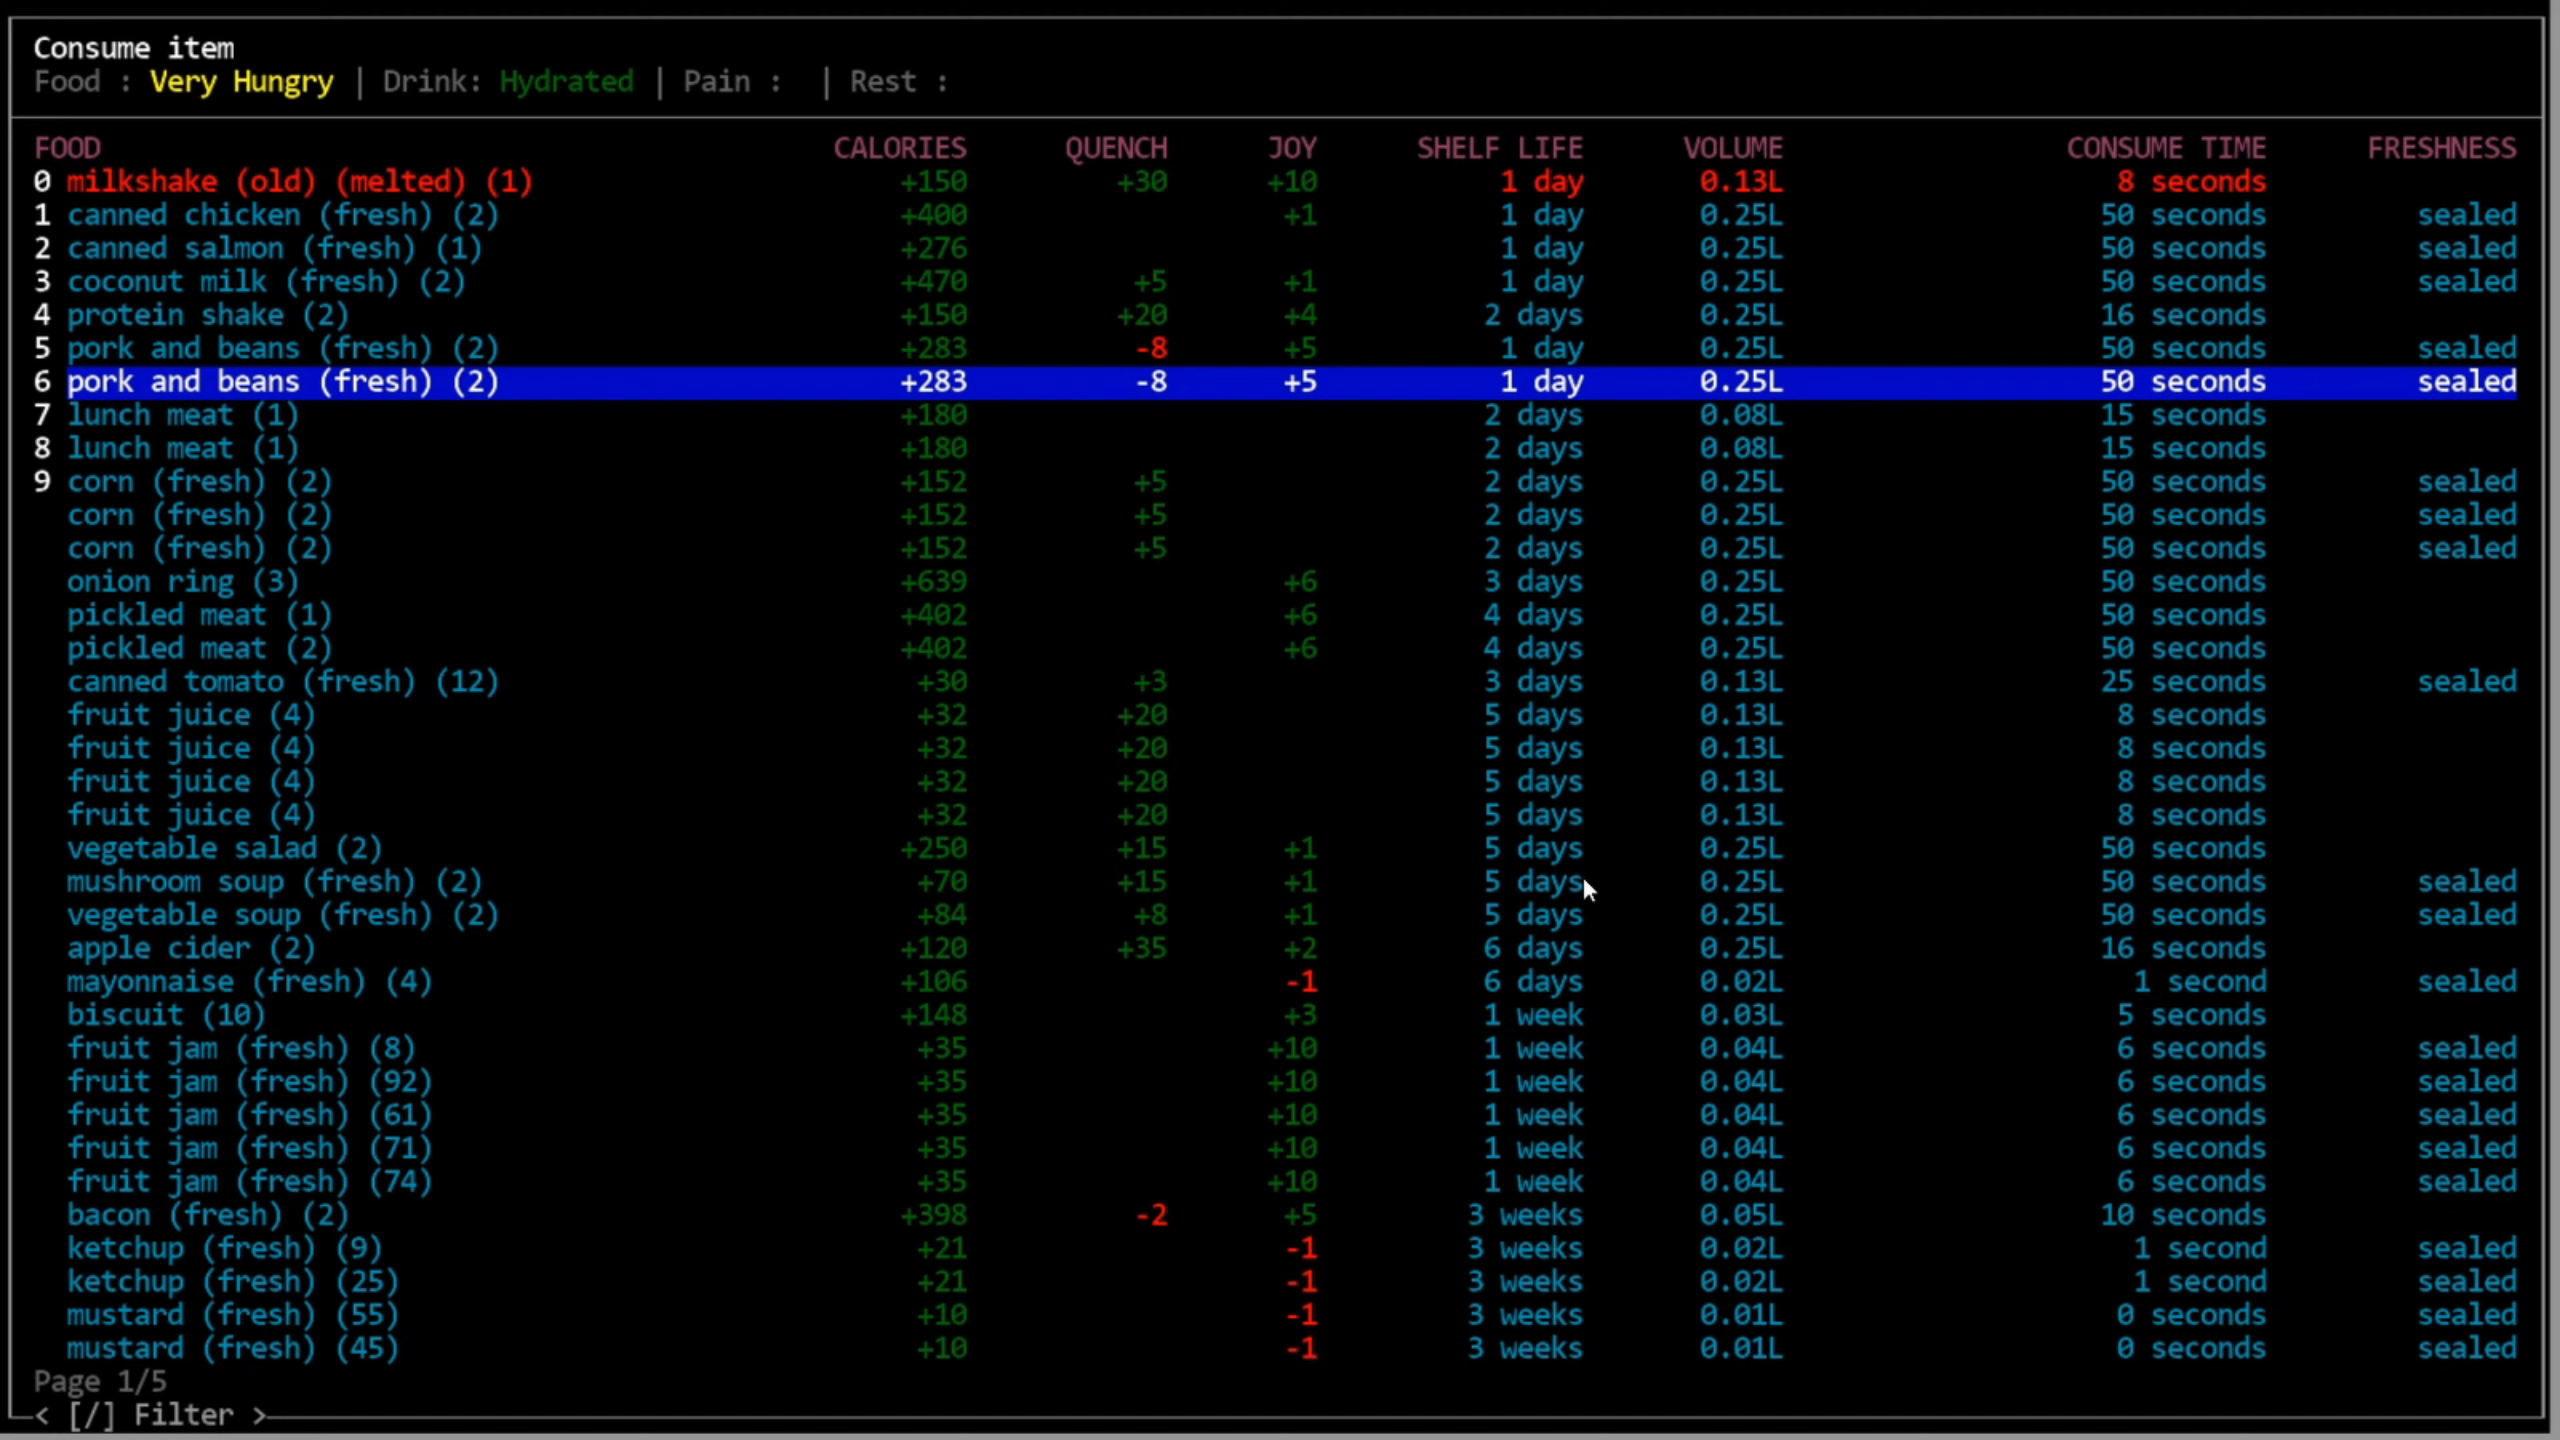 Consume item
Food : Very Hungry | Drink: Hydrated | Pain : | Rest :
FOOD CALORIES QUENCH JOY SHELF LIFE VOLUME CONSUME TIME FRESHNESS
0 milkshake (old) (melted) (1) +150 +30 +10 1 day 0.13L 8 seconds
1 canned chicken (fresh) (2) +400 +1 1 day 0.25L 50 seconds sealed
2 canned salmon (fresh) (1) +276 1 day 0.25L 50 seconds sealed
3 coconut milk (fresh) (2) +470 +5 +1 1 day 0.25L 50 seconds sealed
4 protein shake (2) +150 +20 +4 2 days 0.25L 16 seconds
5 pork and beans (fresh) (2) +283 -8 +5 1 day 0.25L 50 seconds sealed
6 pork and beans (fresh) (2) +283 -8 +5 1 day 0.25L 50 seconds sealed
7 lunch meat (1) +180 2 days 0.08L 15 seconds
8 lunch meat (1) +180 2 days 0.08L 15 seconds
9 corn (fresh) (2) +152 +5 2 days 0.25L 50 seconds sealed
corn (fresh) (2) +152 +5 2 days 0.25L 50 seconds sealed
corn (fresh) (2) +152 +5 2 days 0.25L 50 seconds sealed
onion ring (3) +639 +6 3 days 0.25L 50 seconds
pickled meat (1) +402 +6 4 days 0.25L 50 seconds
pickled meat (2) +402 +6 4 days 0.25L 50 seconds
canned tomato (fresh) (12) +30 +3 3 days 0.13L 25 seconds sealed
fruit juice (4) +32 +20 5 days 0.13L 8 seconds
fruit juice (4) +32 +20 5 days 0.13L 8 seconds
fruit juice (4) +32 +20 5 days 0.13L 8 seconds
fruit juice (4) +32 +20 5 days 0.13L 8 seconds
vegetable salad (2) +250 +15 +1 5 days 0.25L 50 seconds
mushroom soup (fresh) (2) +70 +15 +1 5 days 0.25L 50 seconds sealed
vegetable soup (fresh) (2) +84 +8 +1 5 days 0.25L 50 seconds sealed
apple cider (2) +120 +35 +2 6 days 0.25L 16 seconds
mayonnaise (fresh) (4) +106 -1 6 days 0.02L 1 second sealed
biscuit (10) +148 +3 1 week 0.03L 5 seconds
fruit jam (fresh) (8) +35 +10 1 week 0.04L 6 seconds sealed
fruit jam (fresh) (92) +35 +10 1 week 0.04L 6 seconds sealed
fruit jam (fresh) (61) +35 +10 1 week 0.04L 6 seconds sealed
fruit jam (fresh) (71) +35 +10 1 week 0.04L 6 seconds sealed
fruit jam (fresh) (74) +35 +10 1 week 0.04L 6 seconds sealed
bacon (fresh) (2) +398 -2 +5 3 weeks 0.05L 10 seconds
ketchup (fresh) (9) +21 -1 3 weeks 0.02L 1 second sealed
ketchup (fresh) (25) +21 -1 3 weeks 0.02L 1 second sealed
mustard (fresh) (55) +10 -1 3 weeks 0.01L 0 seconds sealed
mustard (fresh) (45) +10 -1 3 weeks 0.01L 0 seconds sealed
Page 1/5
< [/] Filter >